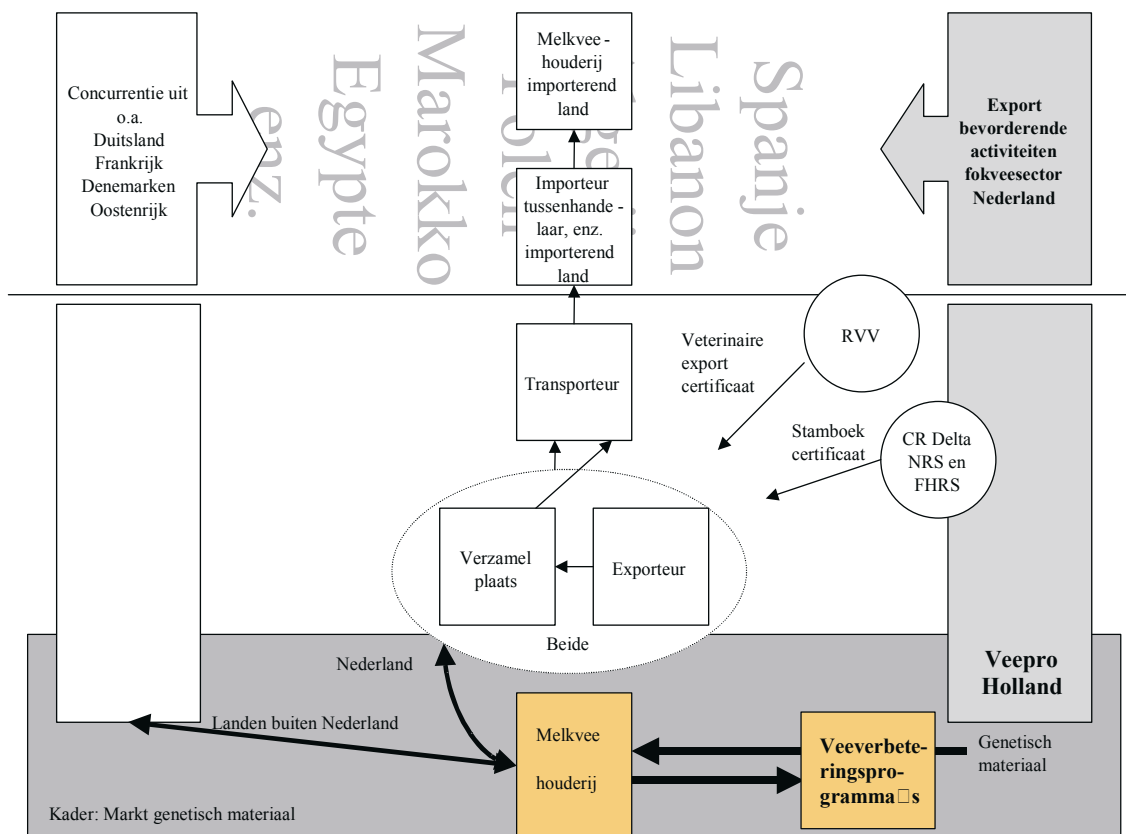 Concurrentie uit
o.a.
Duitsland
Frankrijk
Denemarken
Oostenrijk
enz.
Egypte
Marokko
Polen
Libanon
Spanje
Melkvee -
houderij
importerend
land
Importeur
tussenhande -
laar, enz.
importerend
land
Export
bevorderende
activiteiten
fokveesector
Nederland
Transporteur
Veterinaire
export
certificaat
RVV
Stamboek
certificaat
CR Delta
NRS en
FHRS
Verzamel
plaats
Exporteur
Beide
Nederland
Landen buiten Nederland
Melkvee
houderij
Veeverbete-
ringspro-
gramma□s
Genetisch
materiaal
Veepro
Holland
Kader: Markt genetisch materiaal